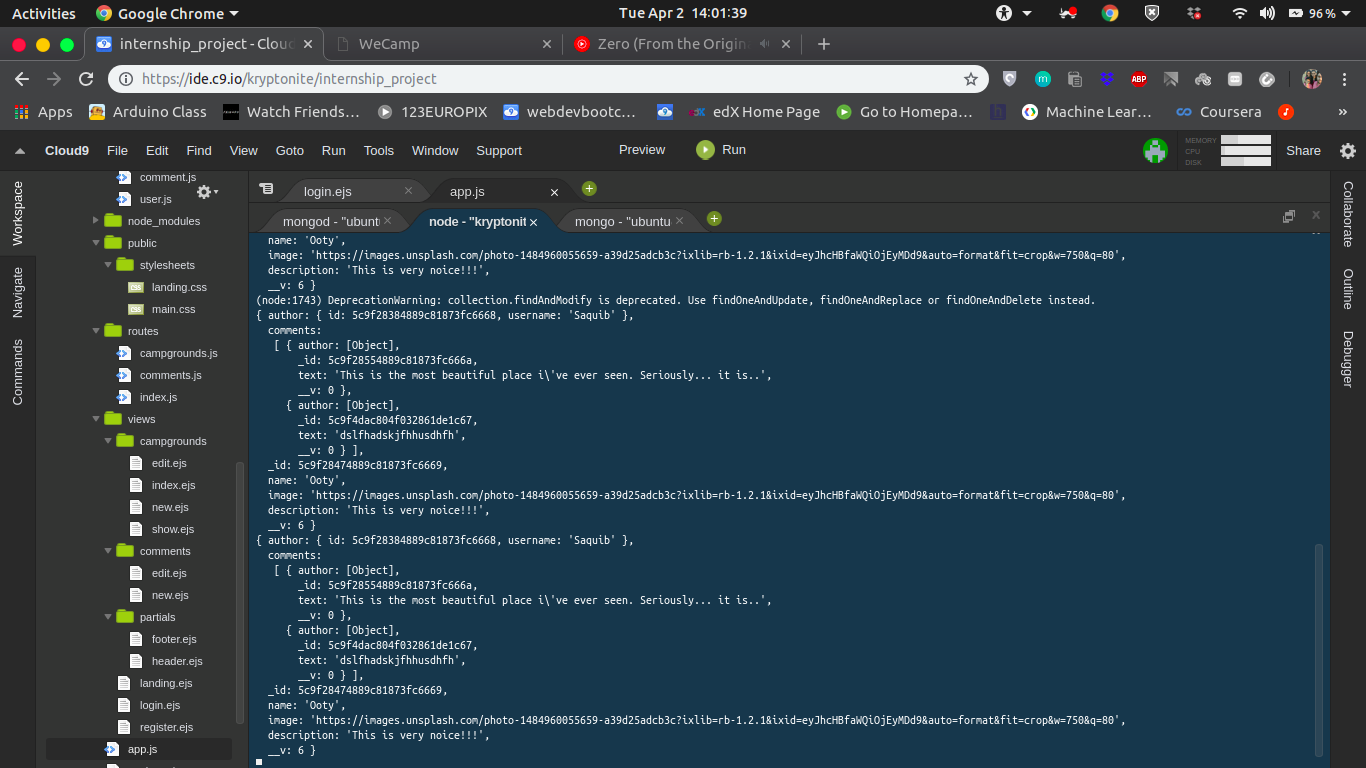 Activities Google Chrome Tue Apr 2 14:01:39 96%
internship_project - Cloud WeCamp Zero (From the Origin
https://ide.c9.io/kryptonite/internship_project ABP
Apps Arduino Class Watch Friends… 123EUROPIX webdevbootc… edX Home Page Go to Homepa… h Machine Lear… Coursera »
Cloud9 File Edit Find View Goto Run Tools Window Support Preview Run MEMORY CPU DISK Share
Workspace
Navigate
Commands
comment.js
user.js
node_modules
public
stylesheets
landing.css
main.css
routes
campgrounds.js
comments.js
index.js
views
campgrounds
edit.ejs
index.ejs
new.ejs
show.ejs
comments
edit.ejs
new.ejs
partials
footer.ejs
header.ejs
landing.ejs
login.ejs
register.ejs
app.js
login.ejs app.js
mongod - "ubunt node - "kryptonit mongo - "ubuntu
name: 'Ooty',
image: 'https://images.unsplash.com/photo-1484960055659-a39d25adcb3c?ixlib=rb-1.2.1&ixid=eyJhcHBfaWQiOjEyMDd9&auto=format&fit=crop&w=750&q=80',
description: 'This is very noice!!!',
__v: 6 }
(node:1743) DeprecationWarning: collection.findAndModify is deprecated. Use findOneAndUpdate, findOneAndReplace or findOneAndDelete instead.
{ author: { id: 5c9f28384889c81873fc6668, username: 'Saquib' },
comments:
[ { author: [Object],
_id: 5c9f28554889c81873fc666a,
text: 'This is the most beautiful place i\'ve ever seen. Seriously... it is..',
__v: 0 },
{ author: [Object],
_id: 5c9f4dac804f032861de1c67,
text: 'dslfhadskjfhhusdhfh',
__v: 0 } ],
_id: 5c9f28474889c81873fc6669,
name: 'Ooty',
image: 'https://images.unsplash.com/photo-1484960055659-a39d25adcb3c?ixlib=rb-1.2.1&ixid=eyJhcHBfaWQiOjEyMDd9&auto=format&fit=crop&w=750&q=80',
description: 'This is very noice!!!',
__v: 6 }
{ author: { id: 5c9f28384889c81873fc6668, username: 'Saquib' },
comments:
[ { author: [Object],
_id: 5c9f28554889c81873fc666a,
text: 'This is the most beautiful place i\'ve ever seen. Seriously... it is..',
__v: 0 },
{ author: [Object],
_id: 5c9f4dac804f032861de1c67,
text: 'dslfhadskjfhhusdhfh',
__v: 0 } ],
_id: 5c9f28474889c81873fc6669,
name: 'Ooty',
image: 'https://images.unsplash.com/photo-1484960055659-a39d25adcb3c?ixlib=rb-1.2.1&ixid=eyJhcHBfaWQiOjEyMDd9&auto=format&fit=crop&w=750&q=80',
description: 'This is very noice!!!',
__v: 6 }
Collaborate
Outline
Debugger